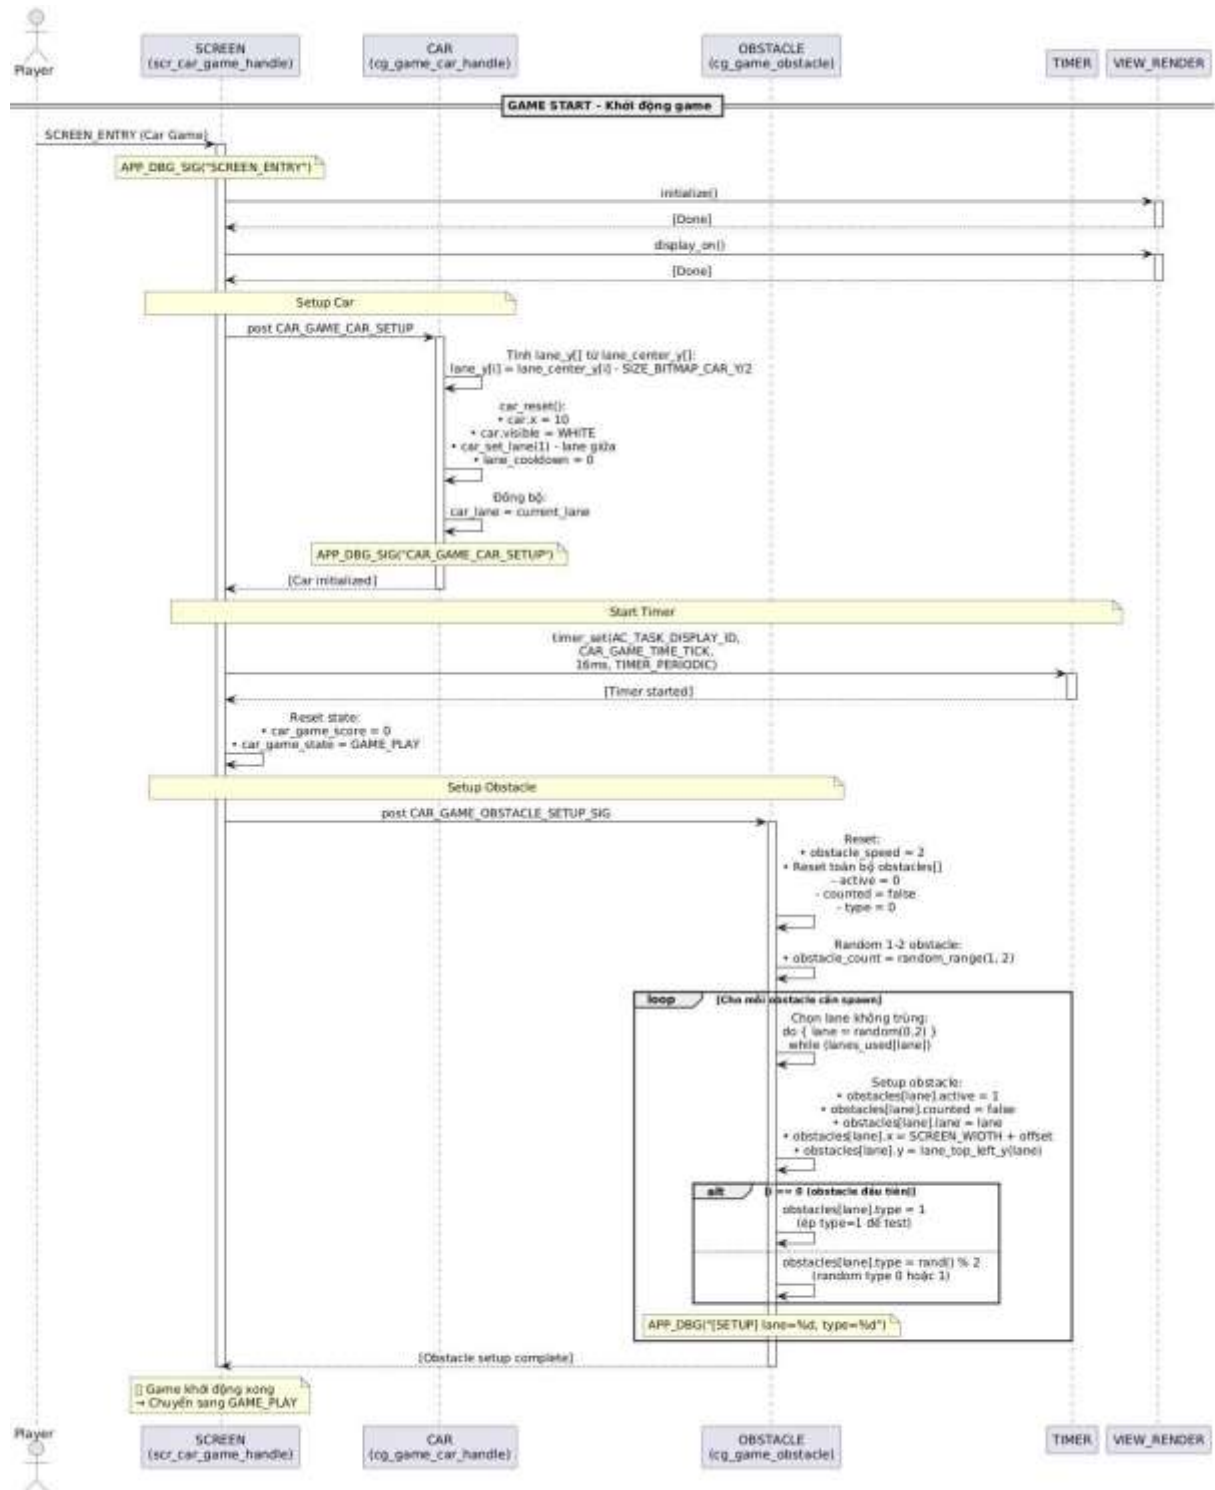 Player
SCREEN
(scr_car_game_handle)
CAR
(cg_game_car_handle)
OBSTACLE
(cg_game_obstacle)
TIMER
VIEW_RENDER
GAME START - Khởi động game
SCREEN_ENTRY (Car Game)
APP_DBG_SIG("SCREEN_ENTRY")
initialize()
[Done]
display_on()
[Done]
Setup Car
post CAR_GAME_CAR_SETUP
Tính lane_y[] từ lane_center_y[]:
lane_y[i] = lane_center_y[i] - SIZE_BITMAP_CAR_Y/2
car_reset():
• car.x = 10
• car.visible = WHITE
• car_set_lane(1) - lane giữa
• lane_cooldown = 0
Đồng bộ:
car_lane = current_lane
APP_DBG_SIG("CAR_GAME_CAR_SETUP")
[Car initialized]
Start Timer
timer_set(AC_TASK_DISPLAY_ID,
CAR_GAME_TIME_TICK,
16ms, TIMER_PERIODIC)
[Timer started]
Reset state:
• car_game_score = 0
• car_game_state = GAME_PLAY
Setup Obstacle
post CAR_GAME_OBSTACLE_SETUP_SIG
Reset:
• obstacle_speed = 2
• Reset toàn bộ obstacles[]
- active = 0
- counted = false
- type = 0
Random 1-2 obstacle:
• obstacle_count = random_range(1, 2)
loop
[Cho mỗi obstacle cần spawn]
Chọn lane không trùng:
do { lane = random(0,2) }
while (lanes_used[lane])
Setup obstacle:
• obstacles[lane].active = 1
• obstacles[lane].counted = false
• obstacles[lane].lane = lane
• obstacles[lane].x = SCREEN_WIDTH + offset
• obstacles[lane].y = lane_top_left_y(lane)
alt
[i == 0 (obstacle đầu tiên)]
obstacles[lane].type = 1
(ép type=1 để test)
obstacles[lane].type = rand() % 2
(random type 0 hoặc 1)
APP_DBG("[SETUP] lane=%d, type=%d")
[Obstacle setup complete]
Game khởi động xong
→ Chuyển sang GAME_PLAY
Player
SCREEN
(scr_car_game_handle)
CAR
(cg_game_car_handle)
OBSTACLE
(cg_game_obstacle)
TIMER
VIEW_RENDER